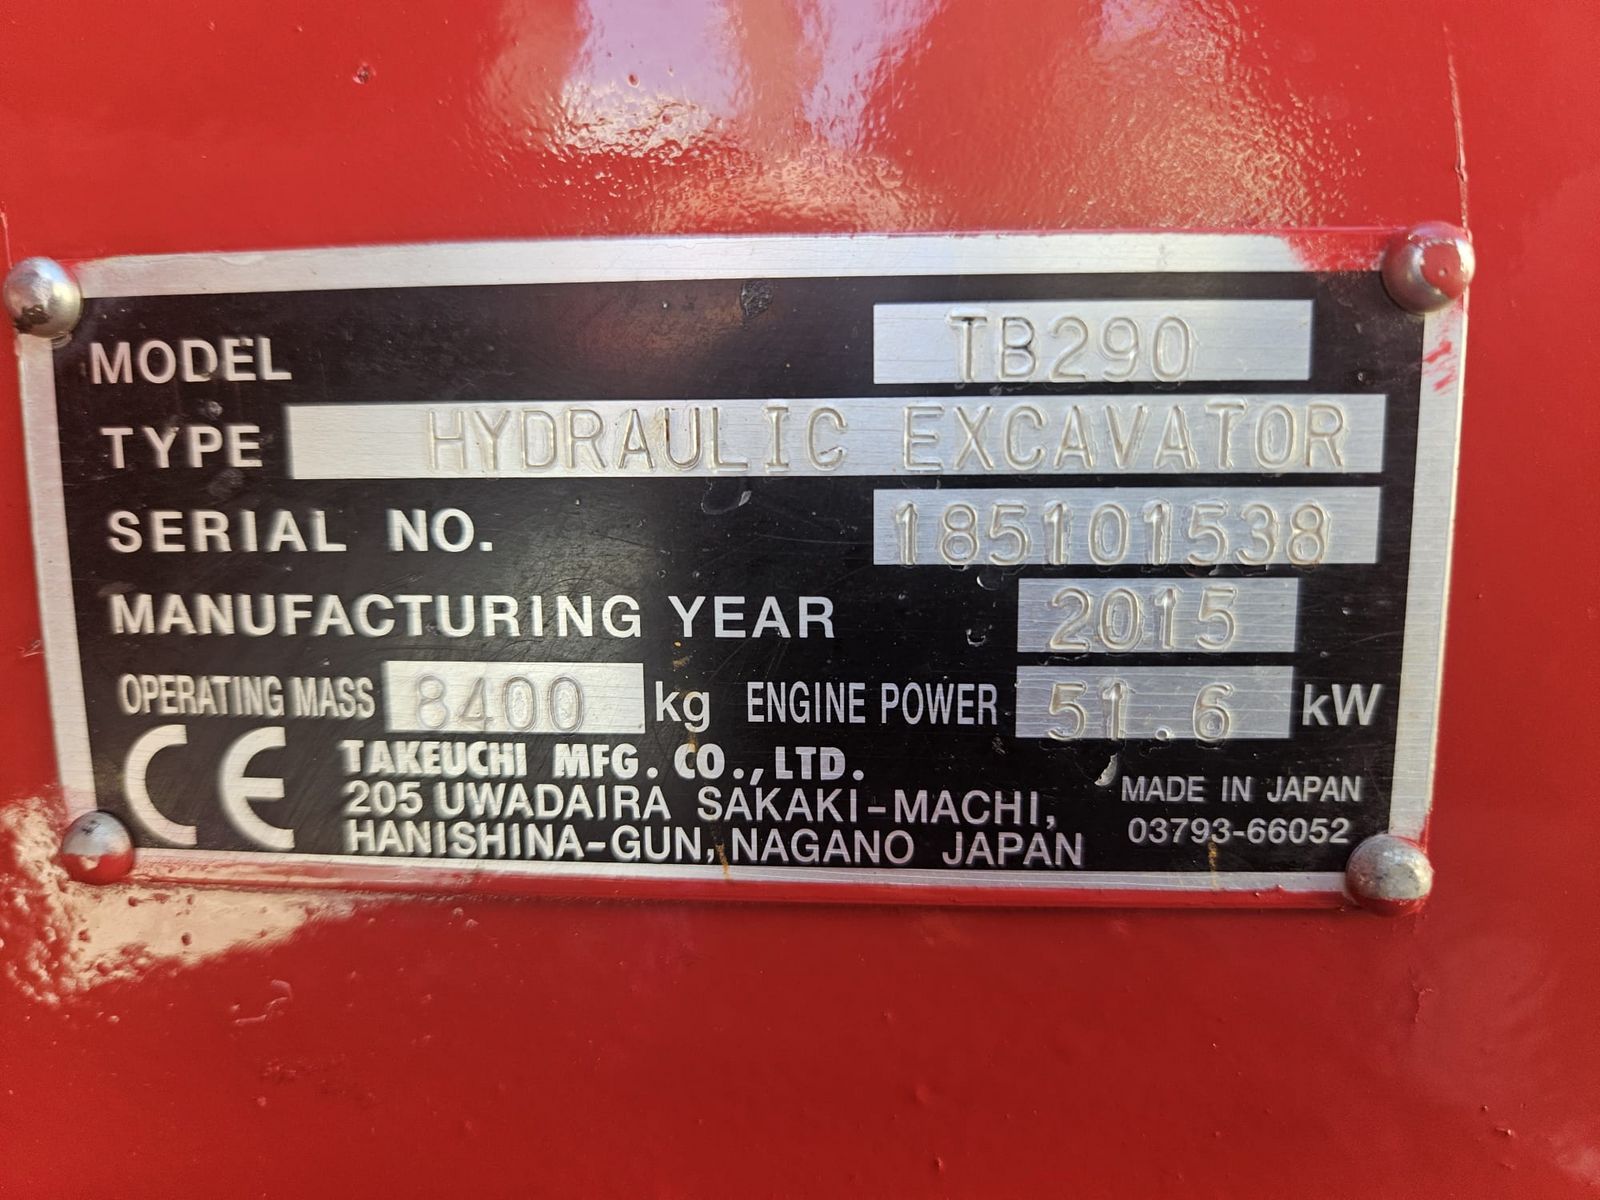 MODEL TB290
TYPE HYDRAULIC EXCAVATOR
SERIAL NO. 185101538
MANUFACTURING YEAR 2015
OPERATING MASS 8400 kg ENGINE POWER 51.6 kW
CE TAKEUCHI MFG. CO., LTD.
205 UWADAIRA SAKAKI-MACHI,
HANISHINA-GUN, NAGANO JAPAN
MADE IN JAPAN
03793-66052